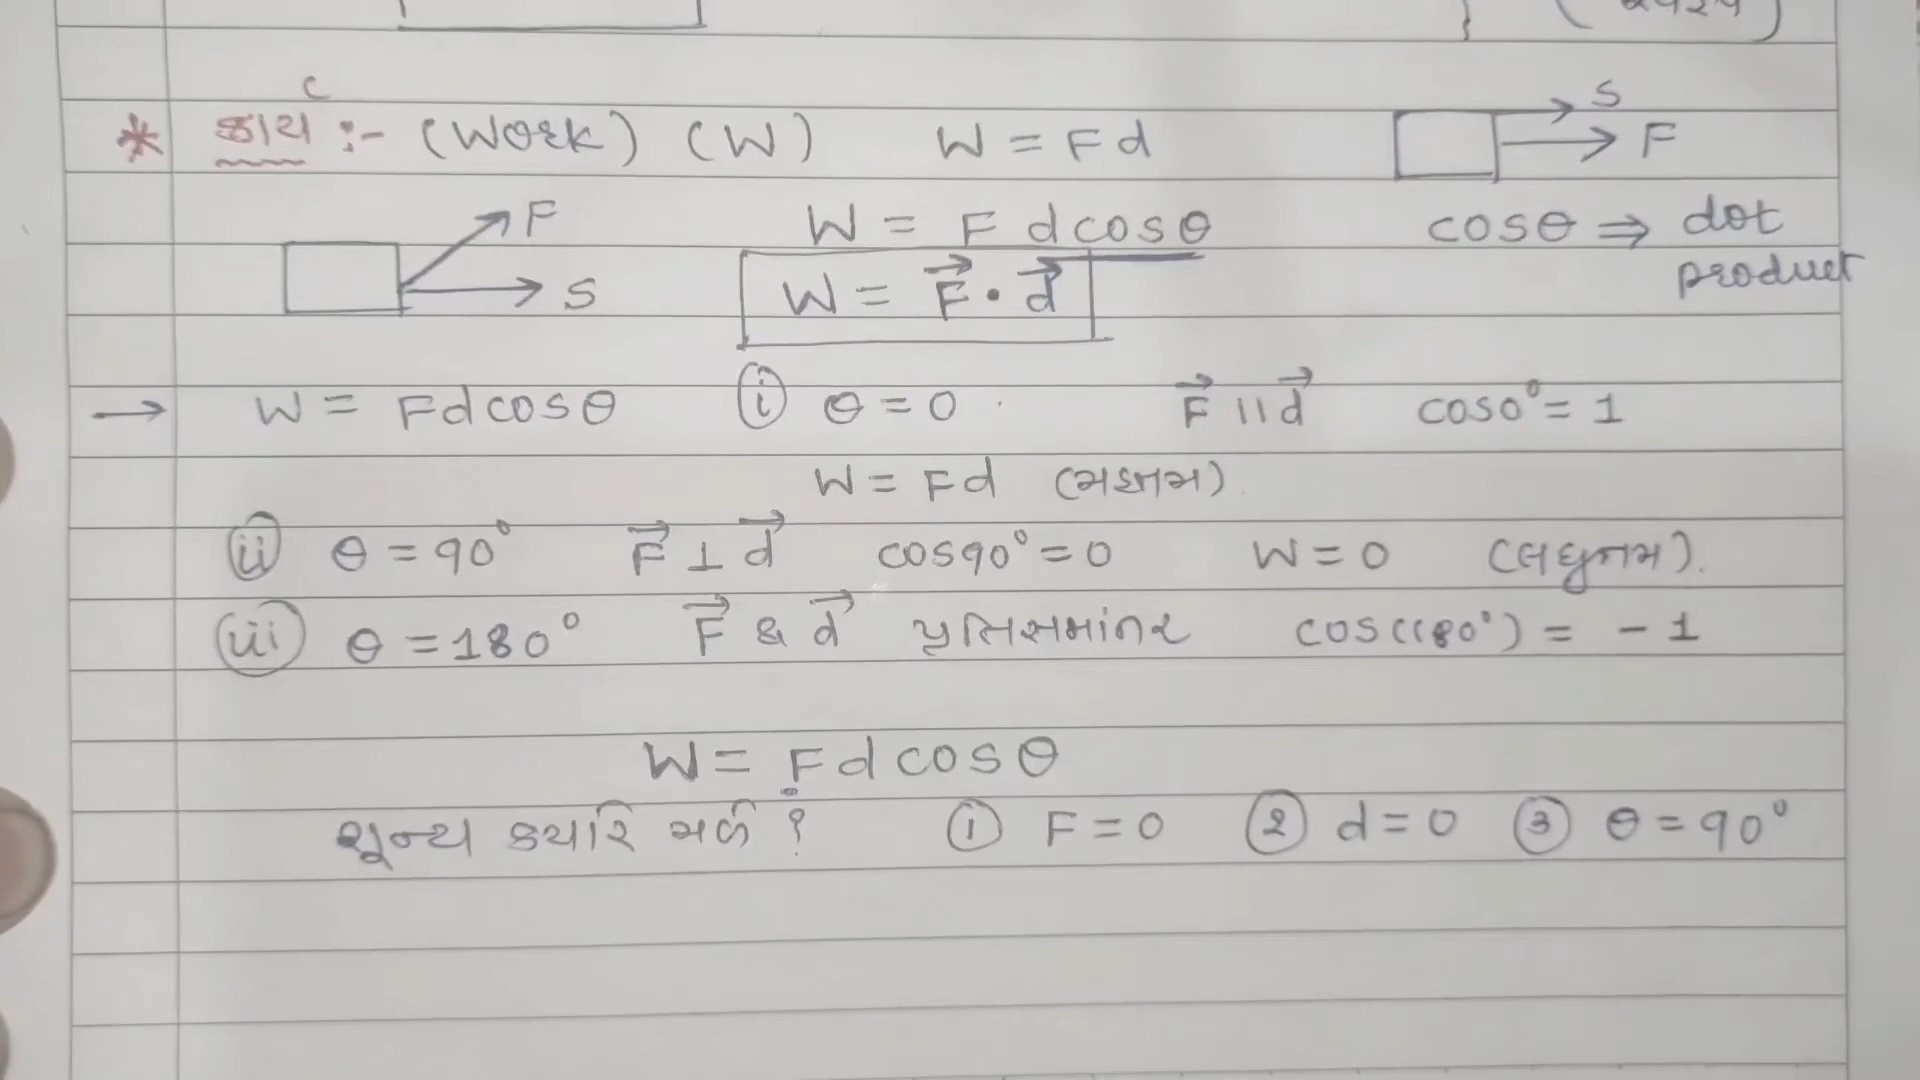 * કાર્ય :- (Work) (W) W = Fd S F
F S W = F d cosθ cosθ ⇒ dot product
W = F⃗ • d⃗
→ W = Fd cosθ (i) θ = 0 F⃗ || d⃗ cos0° = 1
W = Fd (મહત્તમ)
(ii) θ = 90° F⃗ ⊥ d⃗ cos90° = 0 W = 0 (લઘુત્તમ).
(iii) θ = 180° F⃗ & d⃗ પ્રતિસમાંતર cos(180°) = - 1
W = F d cosθ
શૂન્ય ક્યારે મળે ? ① F = 0 ② d = 0 ③ θ = 90°